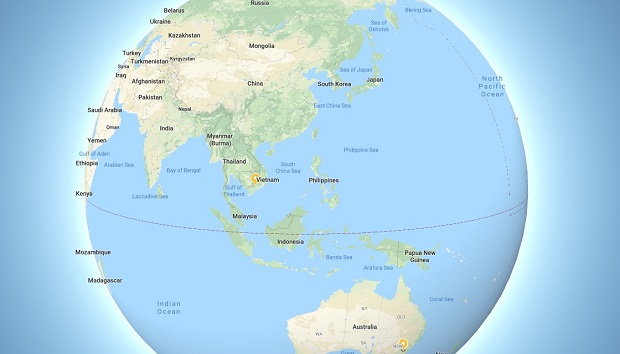 Russia
Belarus
Bering Sea
Ukraine
Sea of
Okhotsk
Kazakhstan
Mongolia
Turkey
Kyrgyzstan
Turkmenistan
Syria
Sea of Japan
Iraq
Afghanistan
China
South Korea
Japan
North
Pacific
Ocean
Pakistan
East China Sea
Saudi Arabia
Nepal
Oman
India
Myanmar
(Burma)
Yemen
Philippine Sea
Gulf of Aden
Thailand
Ethiopia
Arabian Sea
Bay of Bengal
South
China Sea
Vietnam
Philippines
Gulf of
Thailand
Kenya
Laccadive Sea
Malaysia
Indonesia
Mozambique
Banda Sea
Papua New
Guinea
Arafura Sea
Madagascar
Coral Sea
Indian
Ocean
NT
QLD
Australia
WA
SA
NSW
Great
New